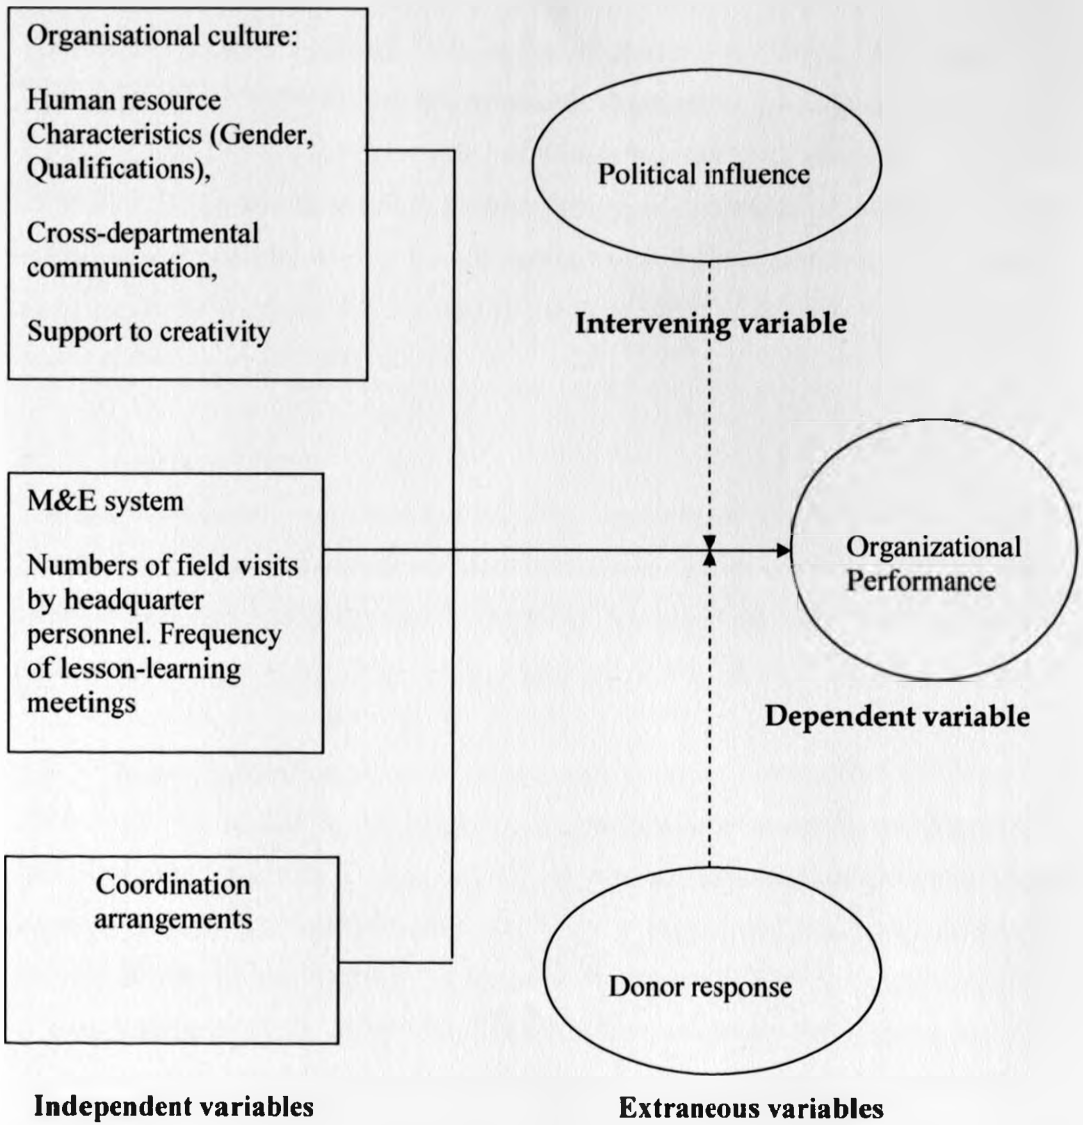 Organisational culture:
Human resource
Characteristics (Gender,
Qualifications),
Cross-departmental
communication,
Support to creativity
Political influence
Intervening variable
M&E system
Numbers of field visits
by headquarter
personnel. Frequency
of lesson-learning
meetings
Organizational
Performance
Dependent variable
Coordination
arrangements
Donor response
Independent variables
Extraneous variables